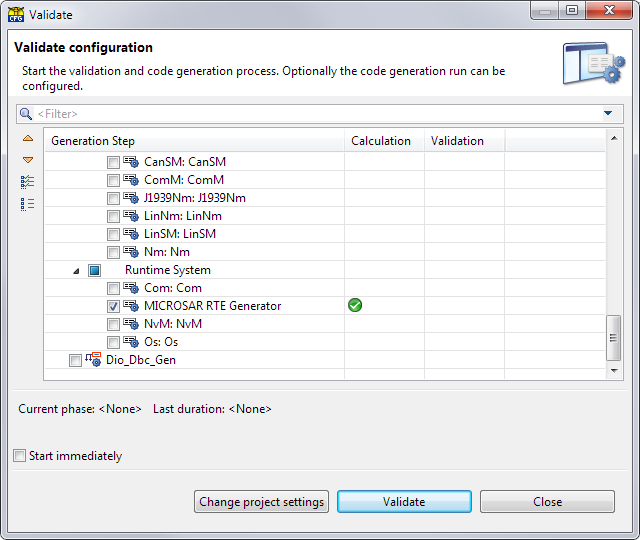 CFG Validate
Validate configuration
Start the validation and code generation process. Optionally the code generation run can be
configured.
<Filter>
Generation Step Calculation Validation
CanSM: CanSM
ComM: ComM
J1939Nm: J1939Nm
LinNm: LinNm
LinSM: LinSM
Nm: Nm
Runtime System
Com: Com
MICROSAR RTE Generator
NvM: NvM
Os: Os
Dio_Dbc_Gen
Current phase: <None> Last duration: <None>
Start immediately
Change project settings Validate Close